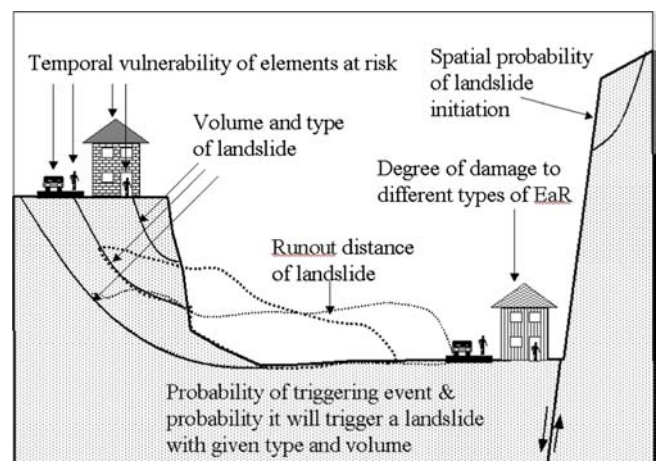 Temporal vulnerability of elements at risk
Spatial probability
of landslide
initiation
Volume and type
of landslide
Degree of damage to
different types of EaR
Runout distance
of landslide
Probability of triggering event &
probability it will trigger a landslide
with given type and volume